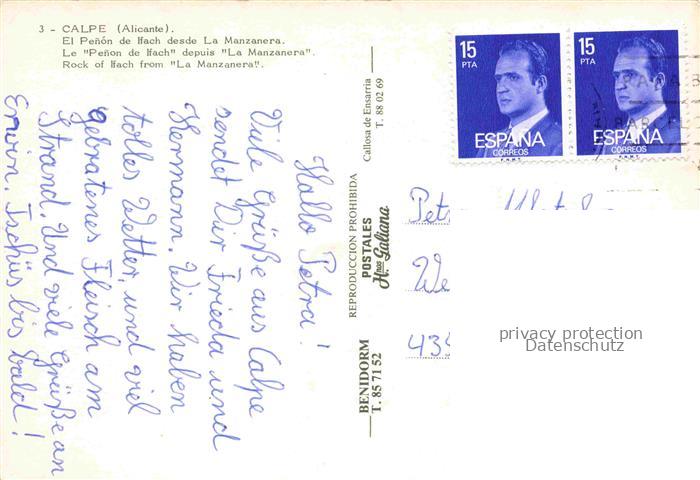 3 - CALPE (Alicante).
El Peñón de Ifach desde La Manzanera.
Le "Peñon de Ifach" depuis "La Manzanera".
Rock of Ifach from "La Manzanera".
Hallo Petra!
Viele Grüße aus Calpe
sendet Dir Frieda und
Hermann. Wir haben
tolles Wetter, und viel
gebratenes Fleisch am
Strand. Und viele Grüße an
Erwin. Tschüs bis bald!
BENIDORM
T. 85 71 52
REPRODUCCION PROHIBIDA
POSTALES
Hnas Galiana
Callosa de Ensarria
T. 88 02 69
15
PTA
ESPAÑA
CORREOS
15
PTA
ESPAÑA
CORREOS
privacy protection
Datenschutz